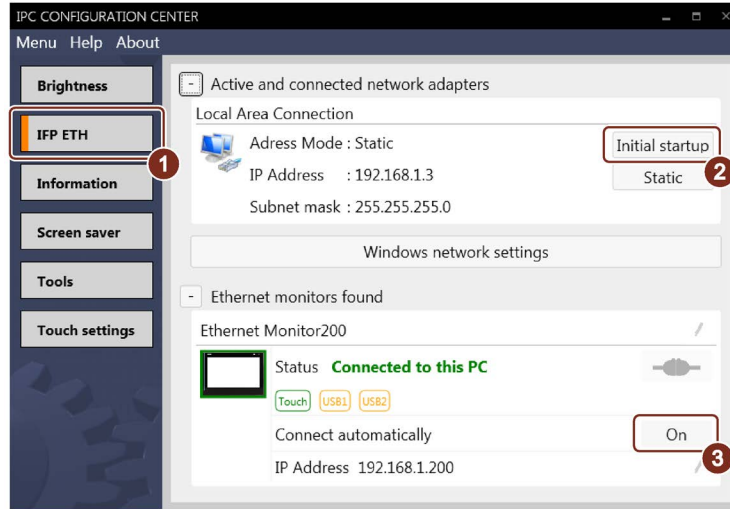 IPC CONFIGURATION CENTER
Menu Help About
Brightness
IFP ETH
1
Information
Screen saver
Tools
Touch settings
- Active and connected network adapters
Local Area Connection
Adress Mode : Static
Initial startup
2
IP Address : 192.168.1.3
Static
Subnet mask : 255.255.255.0
Windows network settings
- Ethernet monitors found
Ethernet Monitor200
Status Connected to this PC
Touch USB1 USB2
Connect automatically On
3
IP Address 192.168.1.200